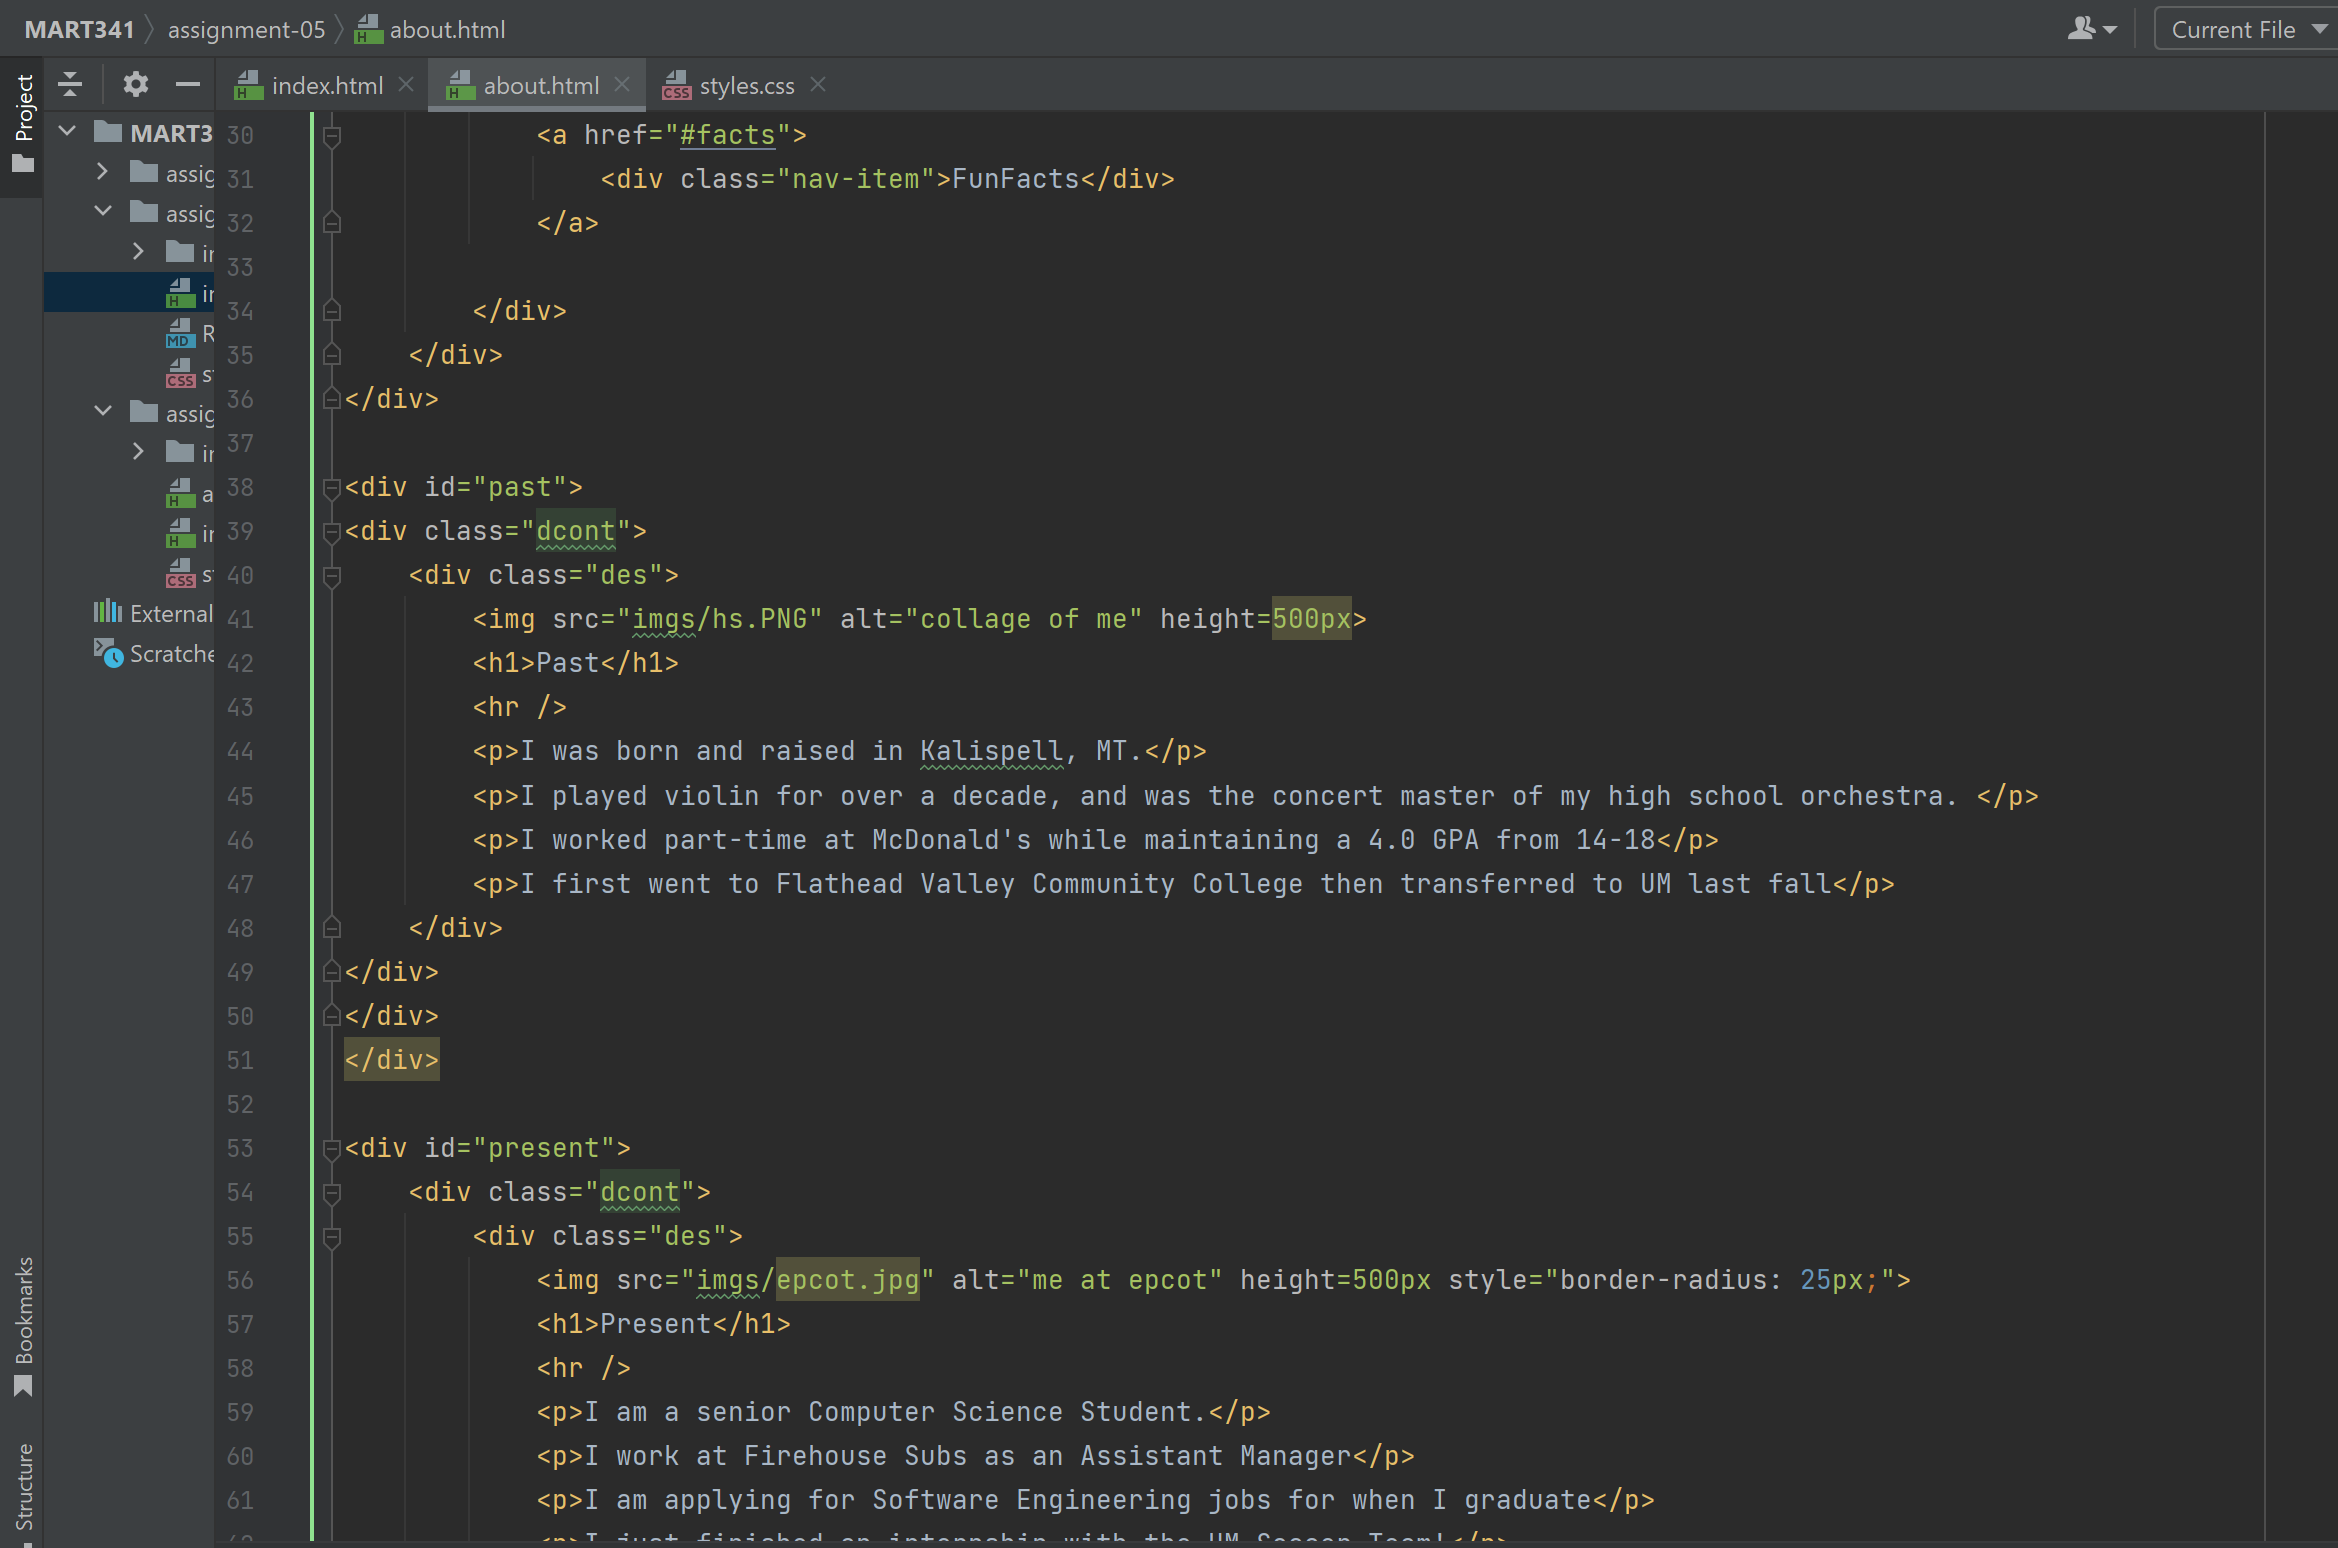 MART341 assignment-05 about.html
Current File
Project
index.html about.html styles.css
MART3
assig
assig
External
Scratche
Bookmarks
Structure
30 <a href="#facts">
31 <div class="nav-item">FunFacts</div>
32 </a>
33
34 </div>
35 </div>
36 </div>
37
38 <div id="past">
39 <div class="dcont">
40 <div class="des">
41 <img src="imgs/hs.PNG" alt="collage of me" height=500px>
42 <h1>Past</h1>
43 <hr />
44 <p>I was born and raised in Kalispell, MT.</p>
45 <p>I played violin for over a decade, and was the concert master of my high school orchestra. </p>
46 <p>I worked part-time at McDonald's while maintaining a 4.0 GPA from 14-18</p>
47 <p>I first went to Flathead Valley Community College then transferred to UM last fall</p>
48 </div>
49 </div>
50 </div>
51 </div>
52
53 <div id="present">
54 <div class="dcont">
55 <div class="des">
56 <img src="imgs/epcot.jpg" alt="me at epcot" height=500px style="border-radius: 25px;">
57 <h1>Present</h1>
58 <hr />
59 <p>I am a senior Computer Science Student.</p>
60 <p>I work at Firehouse Subs as an Assistant Manager</p>
61 <p>I am applying for Software Engineering jobs for when I graduate</p>
<p>I just finished an internship with the UM Soccer Team!</p>